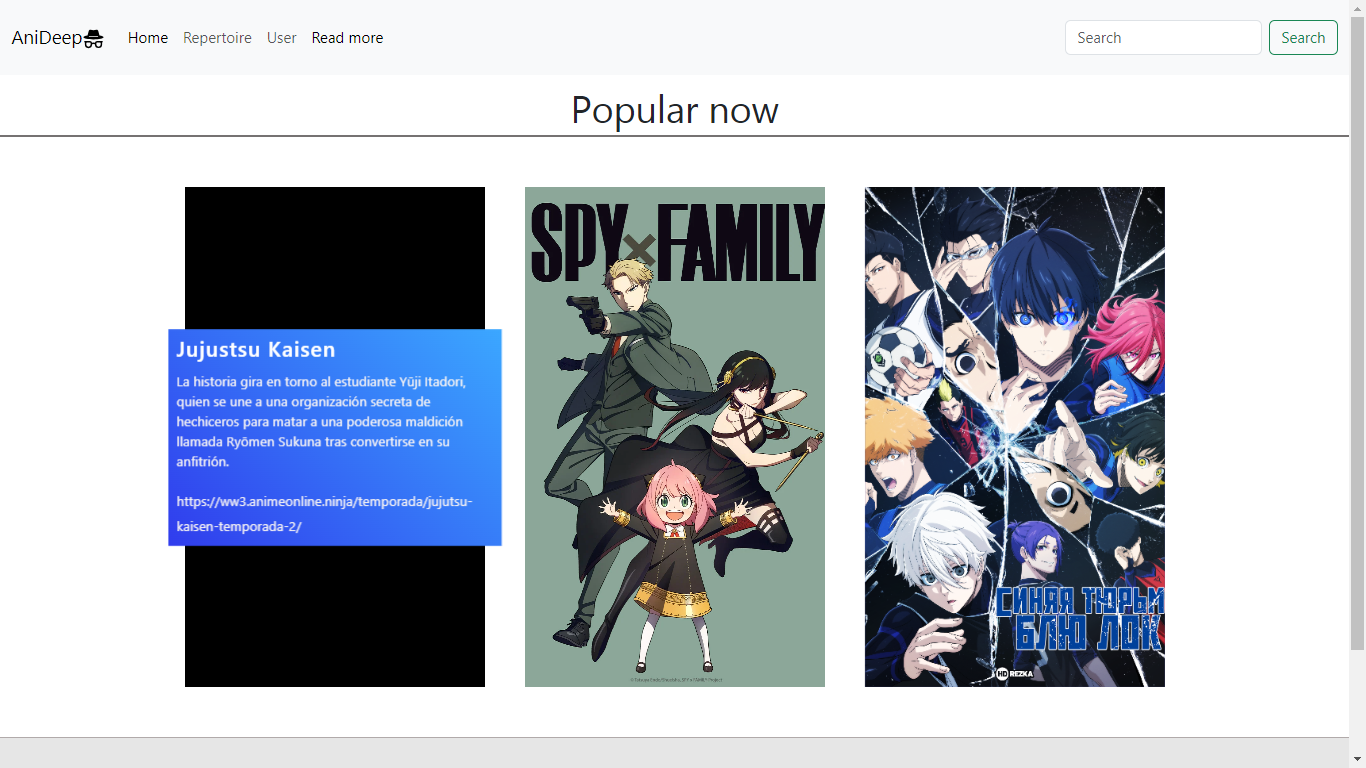 AniDeep
Home
Repertoire
User
Read more
Search
Search
Popular now
Jujustsu Kaisen
La historia gira en torno al estudiante Yūji Itadori,
quien se une a una organización secreta de
hechiceros para matar a una poderosa maldición
llamada Ryōmen Sukuna tras convertirse en su
anfitrión.
https://ww3.animeonline.ninja/temporada/jujutsu-
kaisen-temporada-2/
SPY×FAMILY
СИНЯЯ ТЮРЬМ
БЛЮ ЛОК
HD REZKA